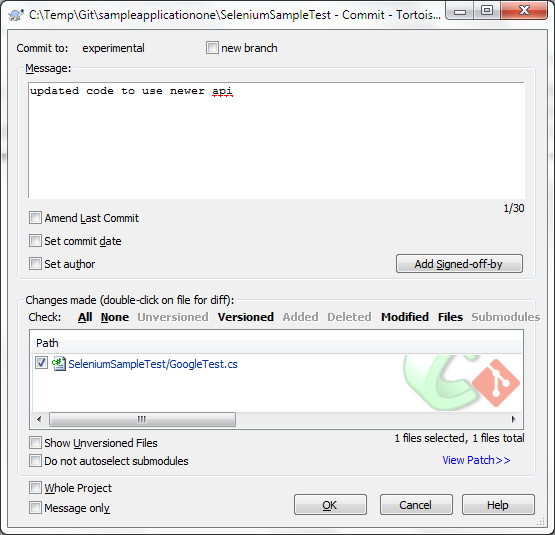 C:\Temp\Git\sampleapplicationone\SeleniumSampleTest - Commit - Tortois...
Commit to: experimental new branch
Message:
updated code to use newer api
1/30
Amend Last Commit
Set commit date
Set author
Add Signed-off-by
Changes made (double-click on file for diff):
Check: All None Unversioned Versioned Added Deleted Modified Files Submodules
Path
SeleniumSampleTest/GoogleTest.cs
Show Unversioned Files
1 files selected, 1 files total
Do not autoselect submodules
View Patch>>
Whole Project
Message only
OK Cancel Help